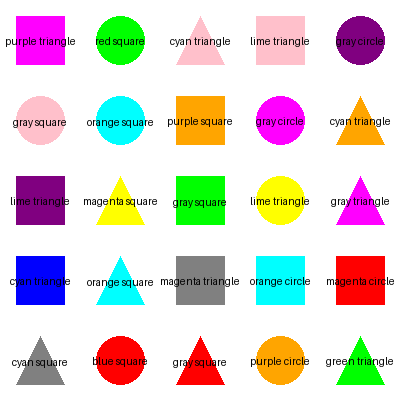 purple triangle red square cyan triangle lime triangle gray circle
gray square orange square purple square gray circle cyan triangle
lime triangle magenta square gray square lime triangle gray triangle
cyan triangle orange square magenta triangle orange circle magenta circle
cyan square blue square gray square purple circle green triangle